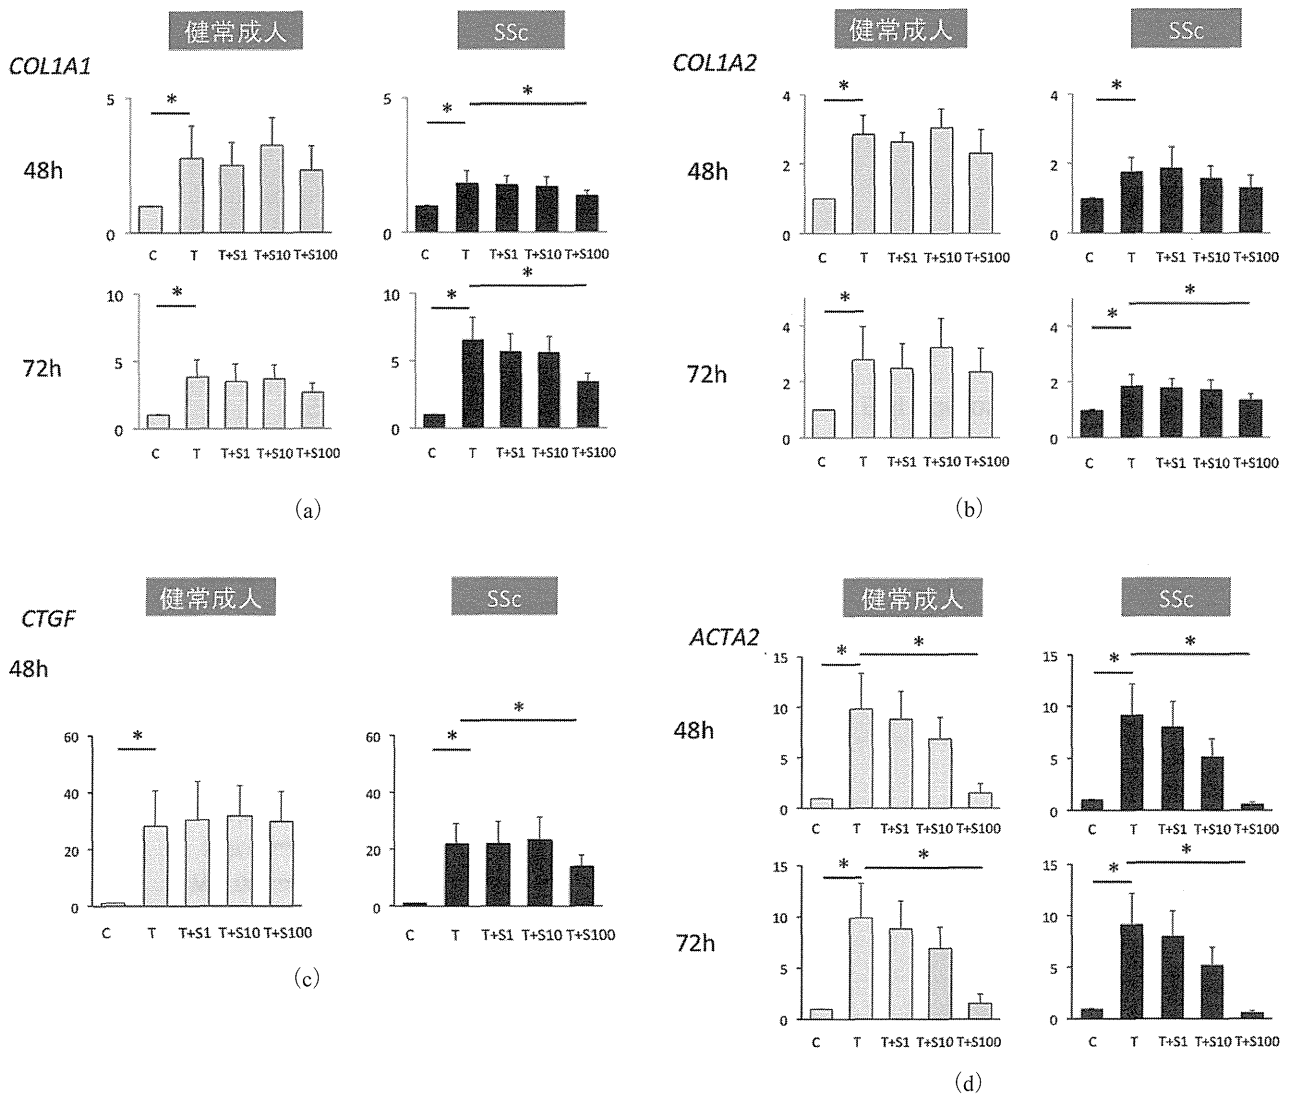 健常成人
SSc
COL1A1
48h
5
0
*
C T T+S1 T+S10 T+S100
5
0
*
*
C T T+S1 T+S10 T+S100
72h
10
5
0
*
C T T+S1 T+S10 T+S100
10
5
0
*
*
C T T+S1 T+S10 T+S100
(a)
健常成人
SSc
COL1A2
48h
4
2
0
*
C T T+S1 T+S10 T+S100
4
2
0
*
C T T+S1 T+S10 T+S100
72h
4
2
0
*
C T T+S1 T+S10 T+S100
4
2
0
*
*
C T T+S1 T+S10 T+S100
(b)
健常成人
SSc
CTGF
48h
60
40
20
0
*
C T T+S1 T+S10 T+S100
60
40
20
0
*
*
C T T+S1 T+S10 T+S100
(c)
健常成人
SSc
ACTA2
48h
15
10
5
0
*
*
C T T+S1 T+S10 T+S100
15
10
5
0
*
*
C T T+S1 T+S10 T+S100
72h
15
10
5
0
*
*
C T T+S1 T+S10 T+S100
15
10
5
0
*
*
C T T+S1 T+S10 T+S100
(d)